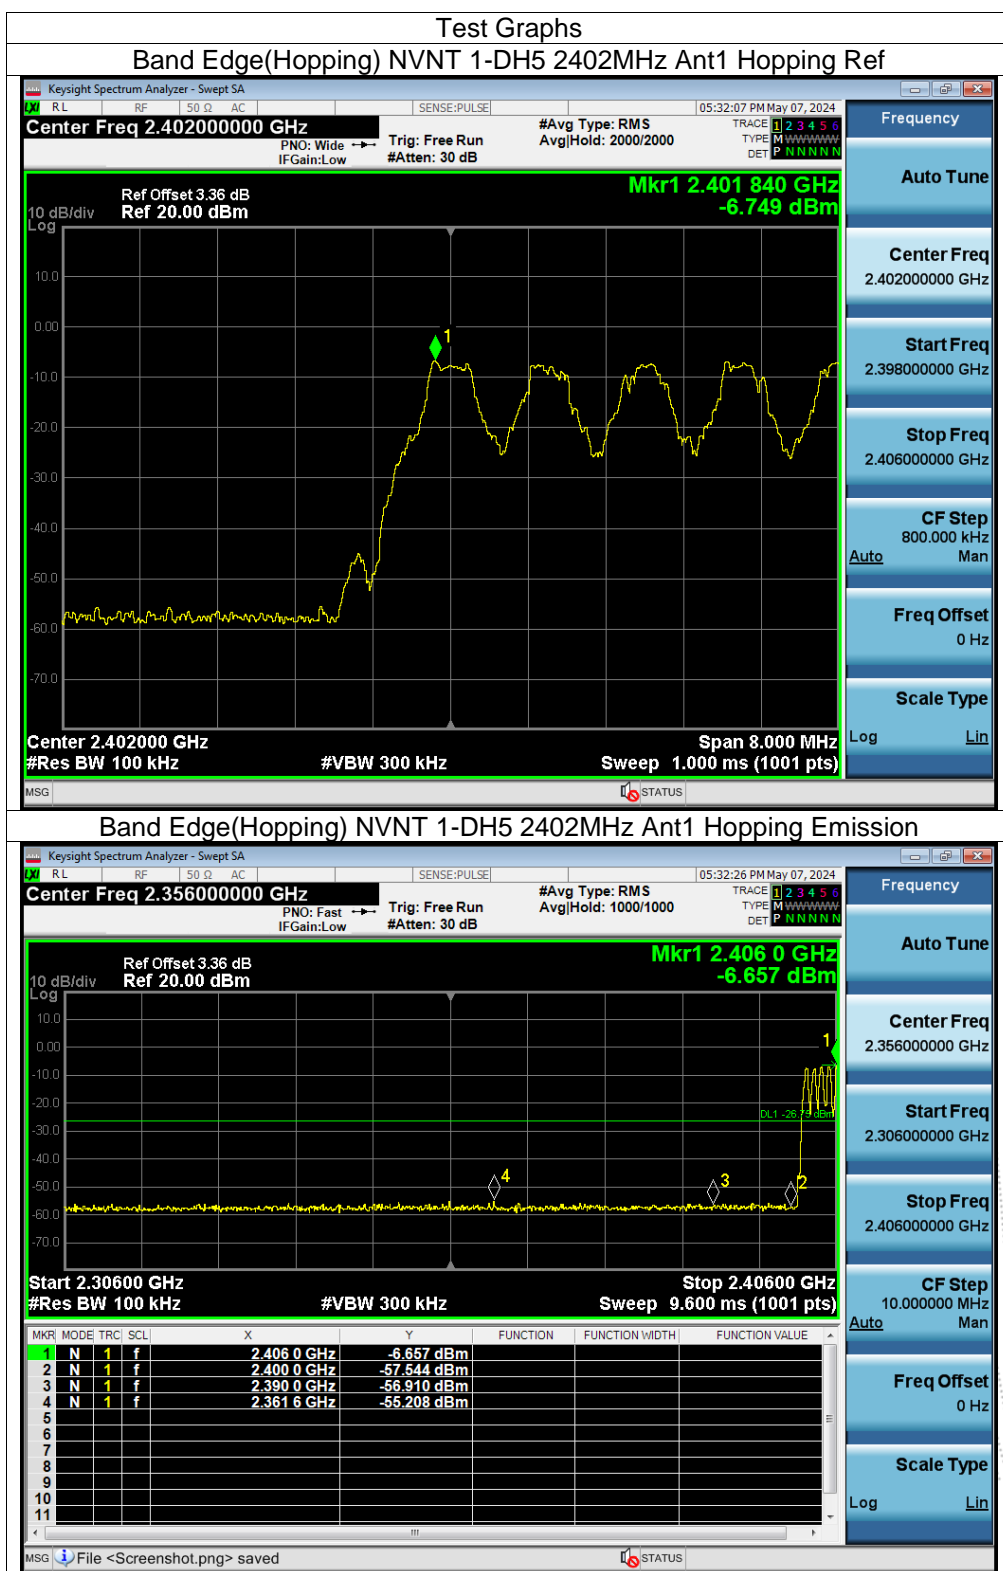 Test Graphs
Band Edge(Hopping) NVNT 1-DH5 2402MHz Ant1 Hopping Ref
Keysight Spectrum Analyzer - Swept SA
LXI RL RF 50 Ω AC SENSE:PULSE 05:32:07 PM May 07, 2024
Center Freq 2.402000000 GHz
PNO: Wide
IFGain:Low
Trig: Free Run
#Atten: 30 dB
#Avg Type: RMS
Avg|Hold: 2000/2000
TRACE 1 2 3 4 5 6
TYPE M WWWWW
DET P N N N N N
Ref Offset 3.36 dB
10 dB/div Ref 20.00 dBm
Log
Mkr1 2.401 840 GHz
-6.749 dBm
10.0
0.00
-10.0
-20.0
-30.0
-40.0
-50.0
-60.0
-70.0
1
Center 2.402000 GHz Span 8.000 MHz
#Res BW 100 kHz #VBW 300 kHz Sweep 1.000 ms (1001 pts)
MSG STATUS
Frequency
Auto Tune
Center Freq
2.402000000 GHz
Start Freq
2.398000000 GHz
Stop Freq
2.406000000 GHz
CF Step
800.000 kHz
Auto Man
Freq Offset
0 Hz
Scale Type
Log Lin
Band Edge(Hopping) NVNT 1-DH5 2402MHz Ant1 Hopping Emission
Keysight Spectrum Analyzer - Swept SA
LXI RL RF 50 Ω AC SENSE:PULSE 05:32:26 PM May 07, 2024
Center Freq 2.356000000 GHz
PNO: Fast
IFGain:Low
Trig: Free Run
#Atten: 30 dB
#Avg Type: RMS
Avg|Hold: 1000/1000
TRACE 1 2 3 4 5 6
TYPE M WWWWW
DET P N N N N N
Ref Offset 3.36 dB
10 dB/div Ref 20.00 dBm
Log
Mkr1 2.406 0 GHz
-6.657 dBm
10.0
0.00
-10.0
-20.0
-30.0
-40.0
-50.0
-60.0
-70.0
1
DL1 -26.75 dBm
4
3
2
Start 2.30600 GHz Stop 2.40600 GHz
#Res BW 100 kHz #VBW 300 kHz Sweep 9.600 ms (1001 pts)
MKR MODE TRC SCL X Y FUNCTION FUNCTION WIDTH FUNCTION VALUE
1 N 1 f 2.406 0 GHz -6.657 dBm
2 N 1 f 2.400 0 GHz -57.544 dBm
3 N 1 f 2.390 0 GHz -56.910 dBm
4 N 1 f 2.361 6 GHz -55.208 dBm
5
6
7
8
9
10
11
MSG File <Screenshot.png> saved STATUS
Frequency
Auto Tune
Center Freq
2.356000000 GHz
Start Freq
2.306000000 GHz
Stop Freq
2.406000000 GHz
CF Step
10.000000 MHz
Auto Man
Freq Offset
0 Hz
Scale Type
Log Lin